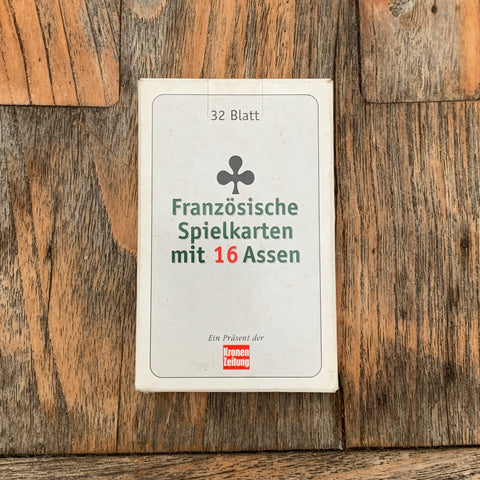 32 Blatt
Französische
Spielkarten
mit 16 Assen
Ein Präsent der
Kronen
Zeitung